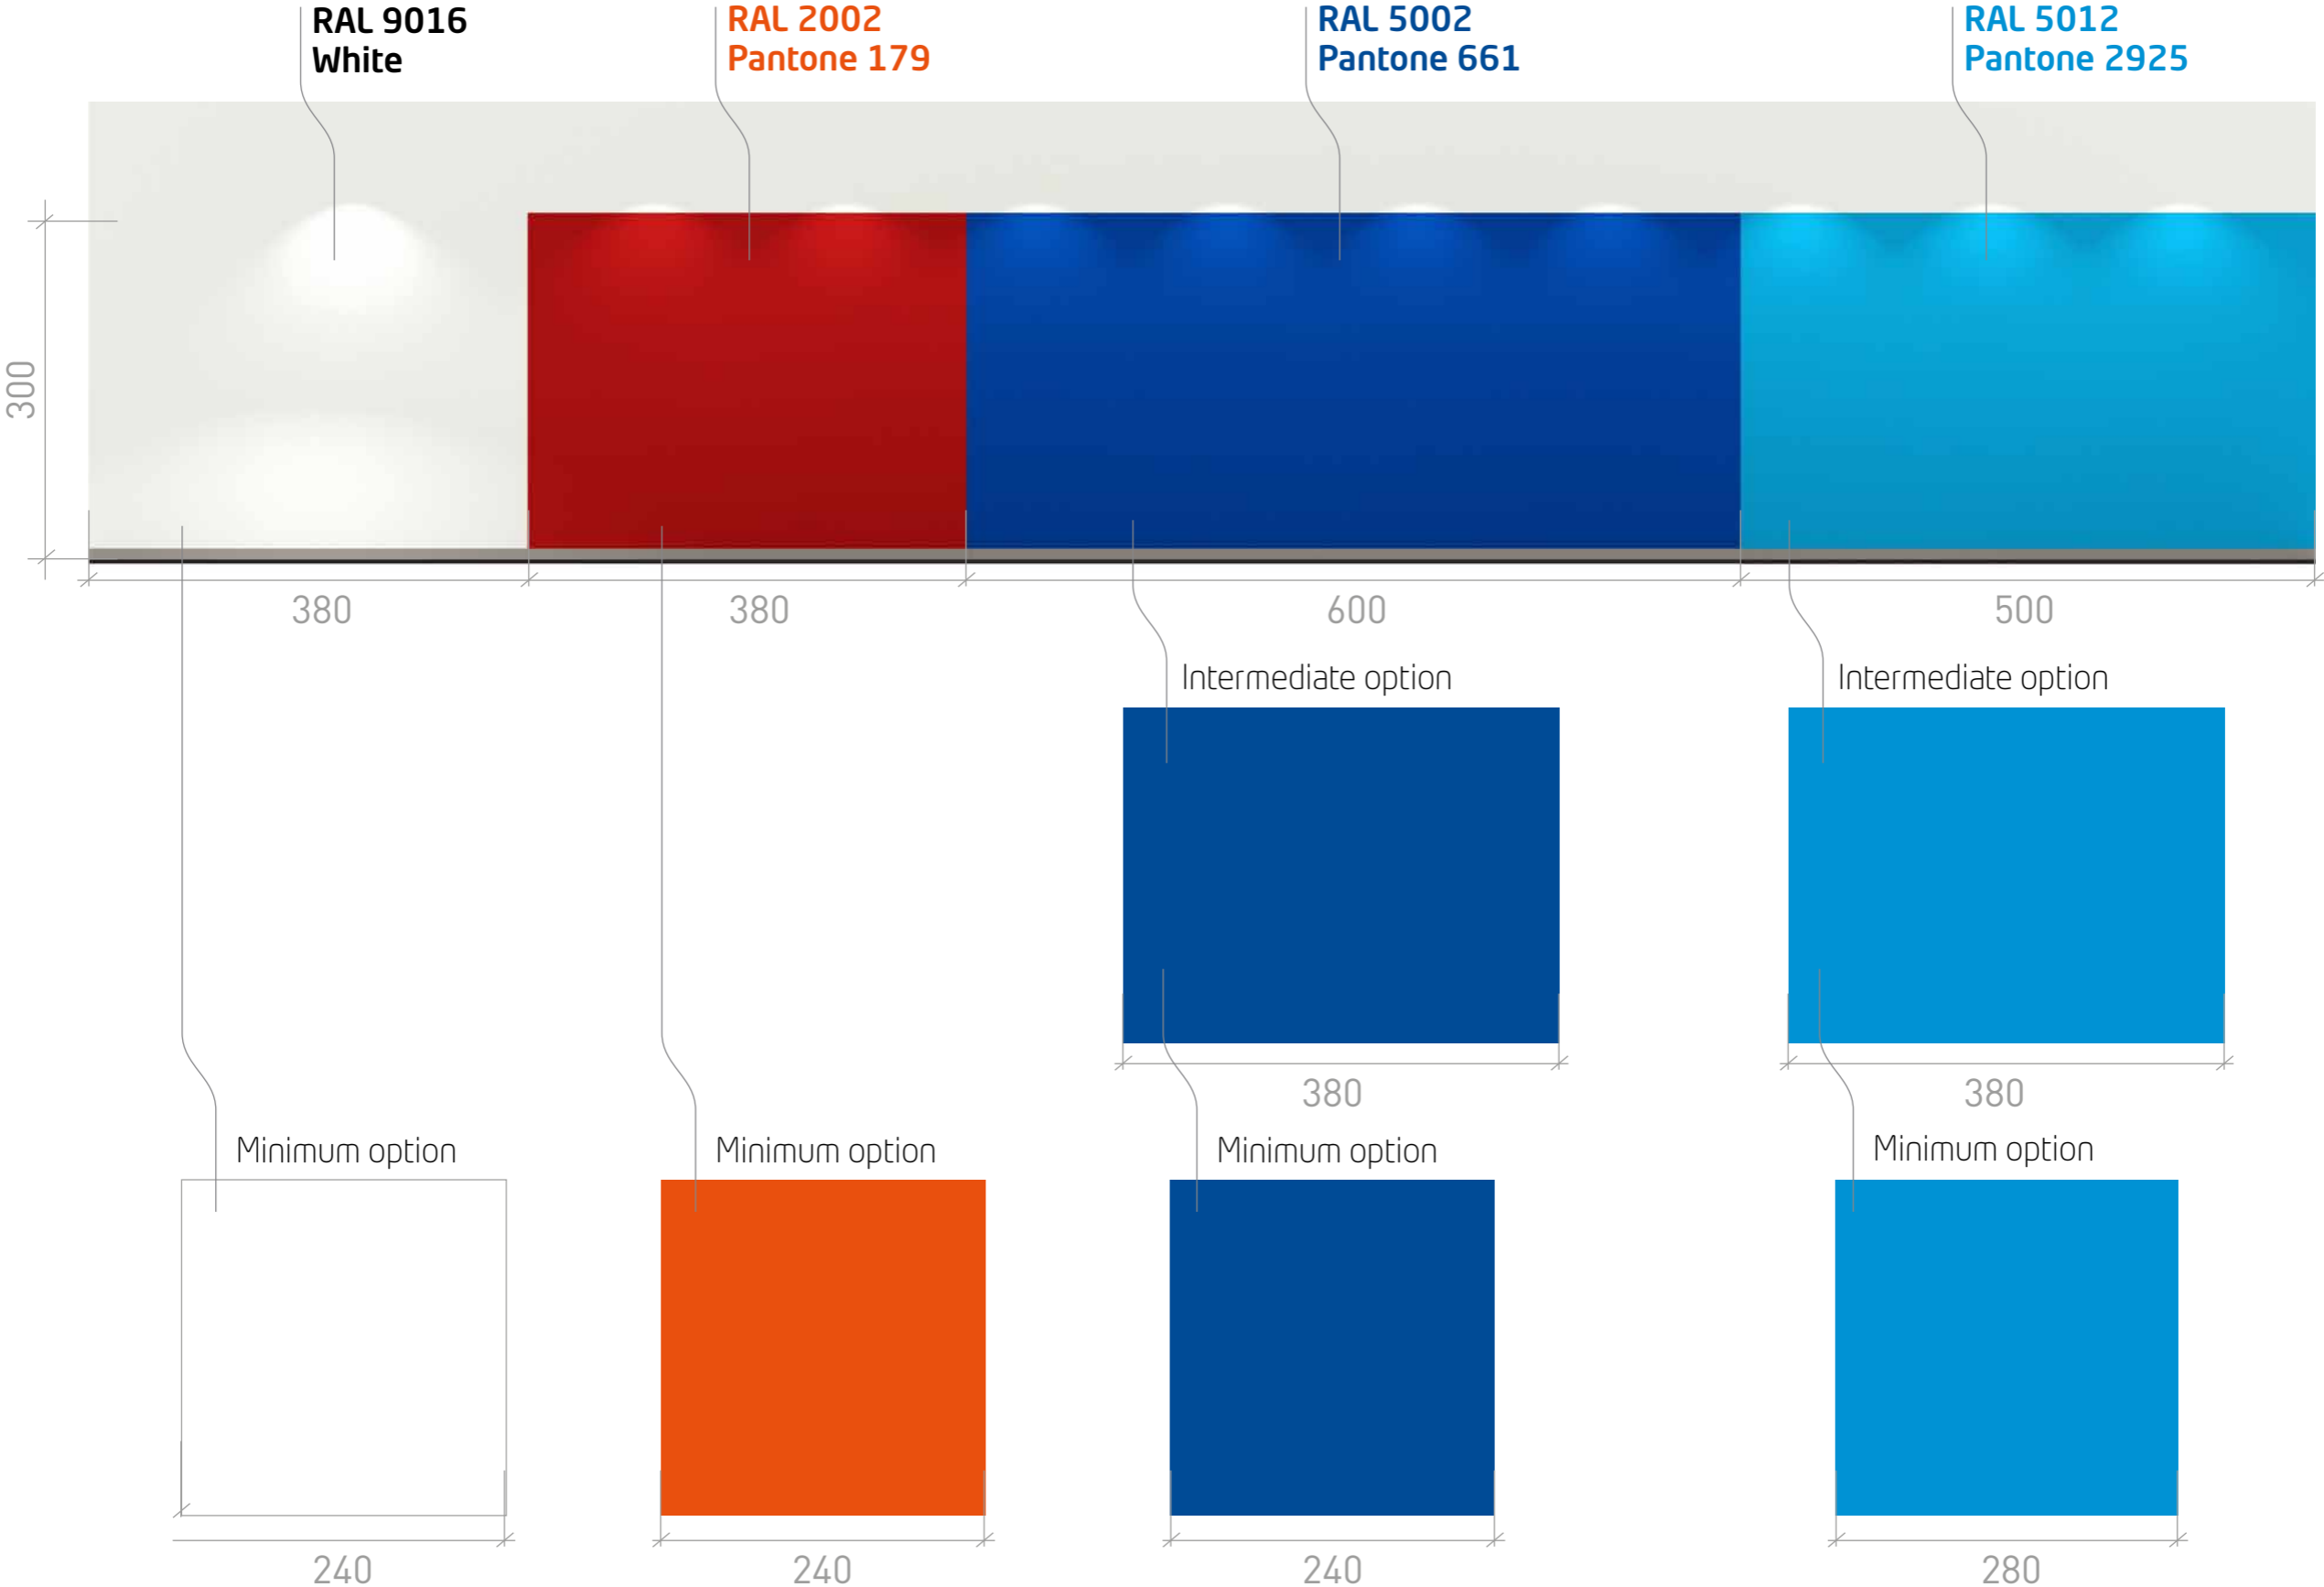 RAL 9016
White
RAL 2002
Pantone 179
RAL 5002
Pantone 661
RAL 5012
Pantone 2925
300
380
380
600
500
Intermediate option
Intermediate option
380
380
Minimum option
Minimum option
Minimum option
Minimum option
240
240
240
280